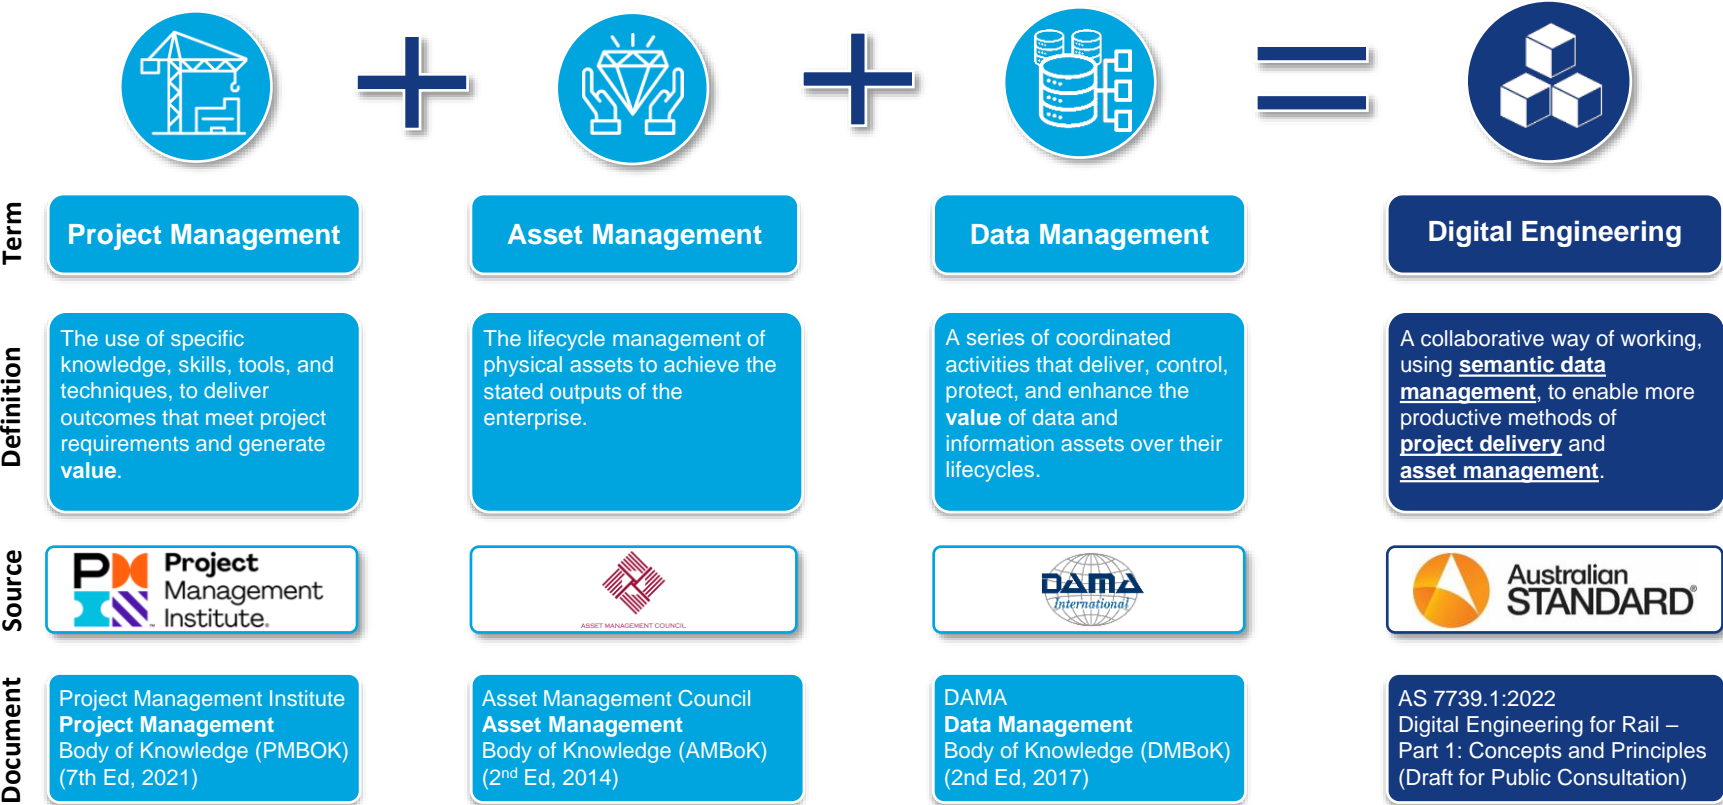 Term
Project Management
Asset Management
Data Management
Digital Engineering
Definition
The use of specific
knowledge, skills, tools, and
techniques, to deliver
outcomes that meet project
requirements and generate
value.
The lifecycle management of
physical assets to achieve the
stated outputs of the
enterprise.
A series of coordinated
activities that deliver, control,
protect, and enhance the
value of data and
information assets over their
lifecycles.
A collaborative way of working,
using semantic data
management, to enable more
productive methods of
project delivery and
asset management.
Source
Project
Management
Institute.
ASSET MANAGEMENT COUNCIL
DAMA
International
Australian
STANDARD®
Document
Project Management Institute
Project Management
Body of Knowledge (PMBOK)
(7th Ed, 2021)
Asset Management Council
Asset Management
Body of Knowledge (AMBoK)
(2nd Ed, 2014)
DAMA
Data Management
Body of Knowledge (DMBoK)
(2nd Ed, 2017)
AS 7739.1:2022
Digital Engineering for Rail –
Part 1: Concepts and Principles
(Draft for Public Consultation)